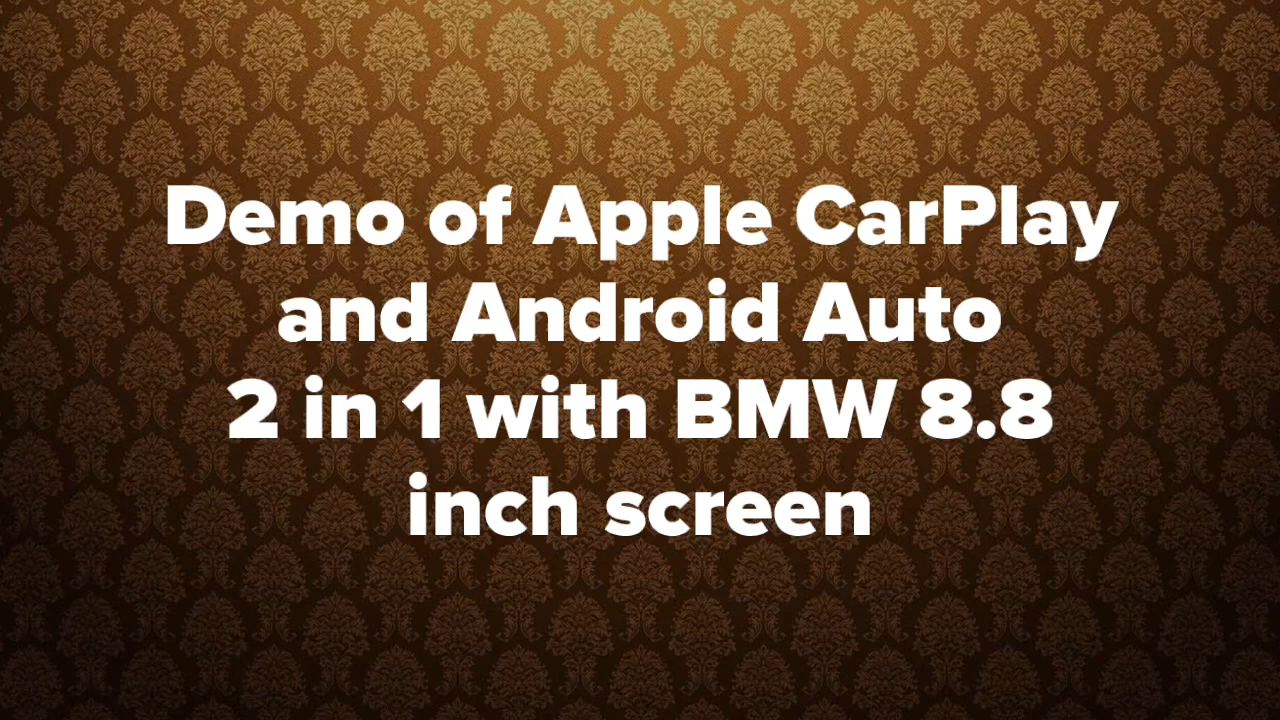 Demo of Apple CarPlay
and Android Auto
2 in 1 with BMW 8.8
inch screen